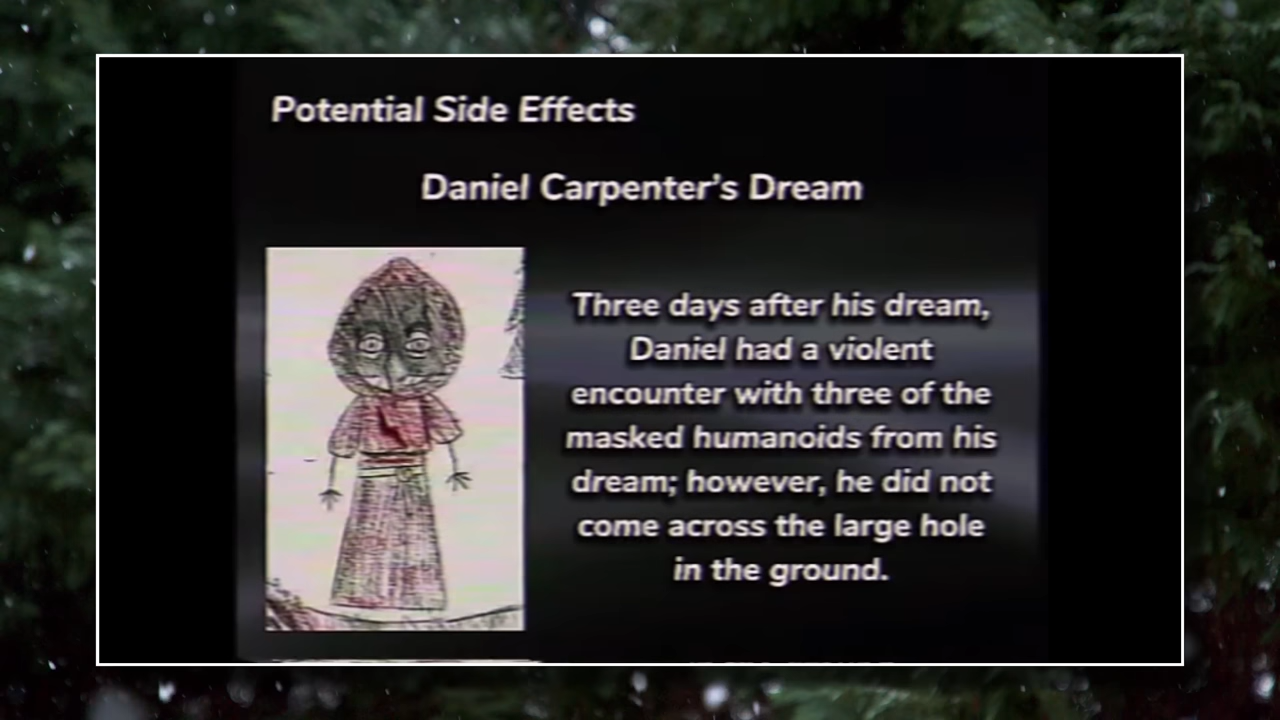 Potential Side Effects
Daniel Carpenter's Dream
Three days after his dream,
Daniel had a violent
encounter with three of the
masked humanoids from his
dream; however, he did not
come across the large hole
in the ground.